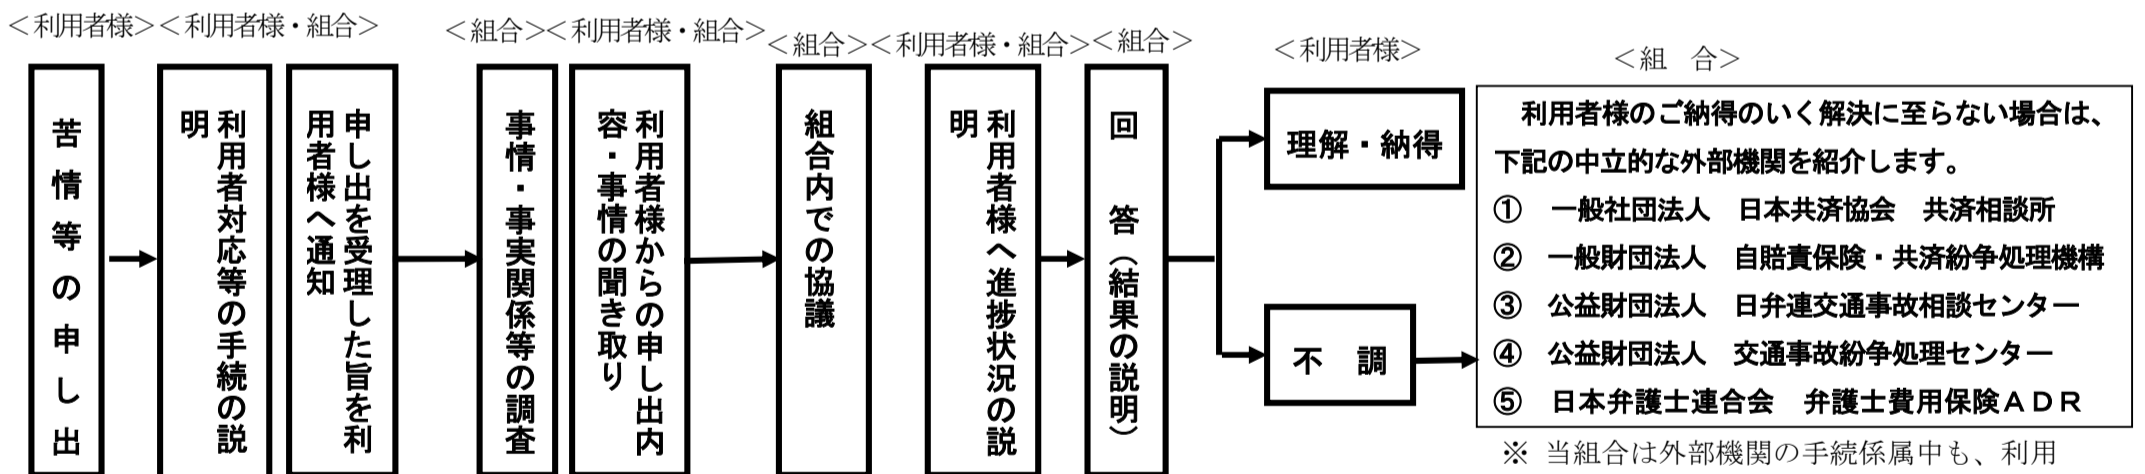 ＜利用者様＞＜利用者様・組合＞　＜組合＞＜利用者様・組合＞＜組合＞＜利用者様・組合＞＜組合＞
＜利用者様＞
＜組　合＞
苦情等の申し出
利用者対応等の手続の説
明
申し出を受理した旨を利
用者様へ通知
事情・事実関係等の調査
利用者様からの申し出内
容・事情の聞き取り
組合内での協議
利用者様へ進捗状況の説
明
回　答（結果の説明）
理解・納得
不　調
利用者様のご納得のいく解決に至らない場合は、
下記の中立的な外部機関を紹介します。
①　一般社団法人　日本共済協会　共済相談所
②　一般財団法人　自賠責保険・共済紛争処理機構
③　公益財団法人　日弁連交通事故相談センター
④　公益財団法人　交通事故紛争処理センター
⑤　日本弁護士連合会　弁護士費用保険ＡＤＲ
※ 当組合は外部機関の手続係属中も、利用